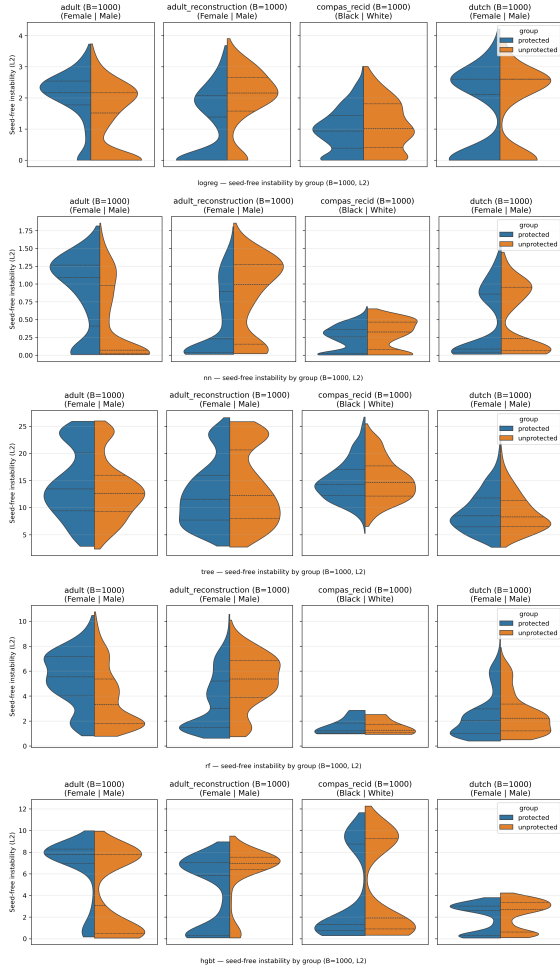 adult (B=1000)
(Female | Male)
adult_reconstruction (B=1000)
(Female | Male)
compas_recid (B=1000)
(Black | White)
dutch (B=1000)
(Female | Male)
group
protected
unprotected
Seed-free instability (L2)
4
3
2
1
0
logreg — seed-free instability by group (B=1000, L2)
adult (B=1000)
(Female | Male)
adult_reconstruction (B=1000)
(Female | Male)
compas_recid (B=1000)
(Black | White)
dutch (B=1000)
(Female | Male)
group
protected
unprotected
Seed-free instability (L2)
1.75
1.50
1.25
1.00
0.75
0.50
0.25
0.00
nn — seed-free instability by group (B=1000, L2)
adult (B=1000)
(Female | Male)
adult_reconstruction (B=1000)
(Female | Male)
compas_recid (B=1000)
(Black | White)
dutch (B=1000)
(Female | Male)
group
protected
unprotected
Seed-free instability (L2)
25
20
15
10
5
tree — seed-free instability by group (B=1000, L2)
adult (B=1000)
(Female | Male)
adult_reconstruction (B=1000)
(Female | Male)
compas_recid (B=1000)
(Black | White)
dutch (B=1000)
(Female | Male)
group
protected
unprotected
Seed-free instability (L2)
10
8
6
4
2
0
rf — seed-free instability by group (B=1000, L2)
adult (B=1000)
(Female | Male)
adult_reconstruction (B=1000)
(Female | Male)
compas_recid (B=1000)
(Black | White)
dutch (B=1000)
(Female | Male)
group
protected
unprotected
Seed-free instability (L2)
12
10
8
6
4
2
0
hgbt — seed-free instability by group (B=1000, L2)